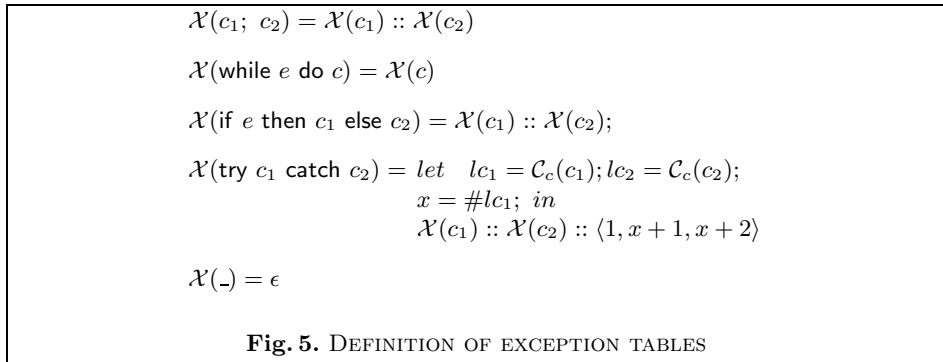 𝒳(c₁; c₂) = 𝒳(c₁) :: 𝒳(c₂)
𝒳(while e do c) = 𝒳(c)
𝒳(if e then c₁ else c₂) = 𝒳(c₁) :: 𝒳(c₂);
𝒳(try c₁ catch c₂) = let lc₁ = 𝒞c(c₁); lc₂ = 𝒞c(c₂);
x = #lc₁; in
𝒳(c₁) :: 𝒳(c₂) :: ⟨1, x + 1, x + 2⟩
𝒳(_) = ϵ
Fig. 5. DEFINITION OF EXCEPTION TABLES